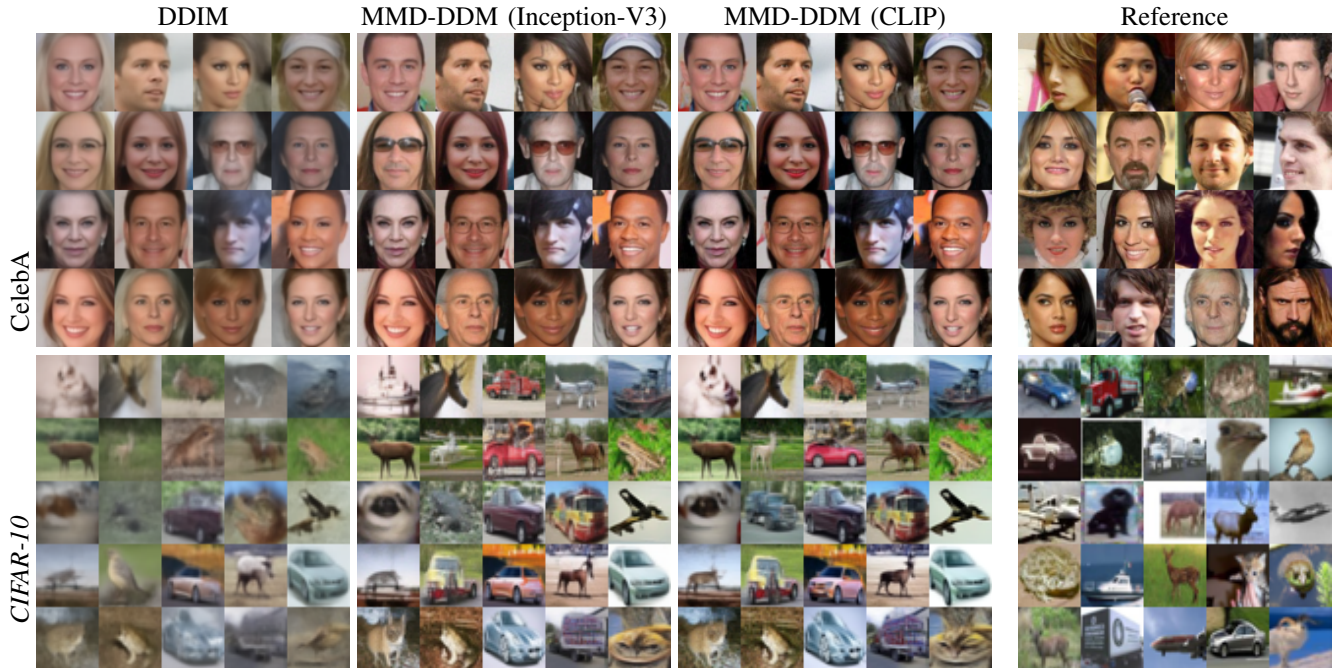 DDIM
MMD-DDM (Inception-V3)
MMD-DDM (CLIP)
Reference
CelebA
CIFAR-10